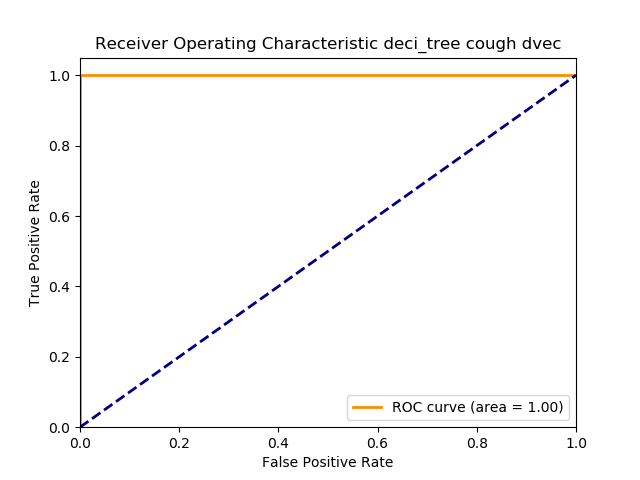 Receiver Operating Characteristic deci_tree cough dvec
1.0
0.8
0.6
0.4
0.2
0.0
True Positive Rate
ROC curve (area = 1.00)
0.0 0.2 0.4 0.6 0.8 1.0
False Positive Rate